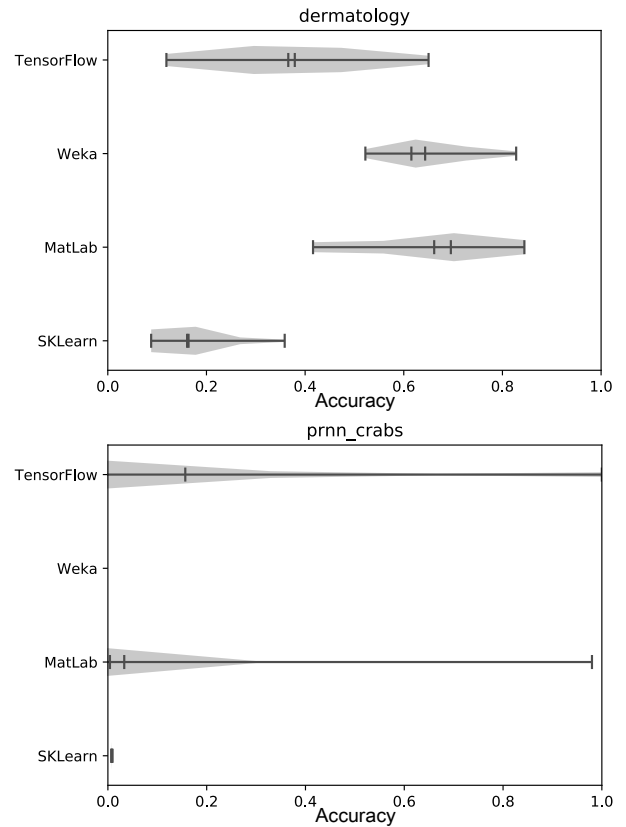 dermatology
TensorFlow
Weka
MatLab
SKLearn
0.0 0.2 0.4 0.6 0.8 1.0
Accuracy
prnn_crabs
TensorFlow
Weka
MatLab
SKLearn
0.0 0.2 0.4 0.6 0.8 1.0
Accuracy